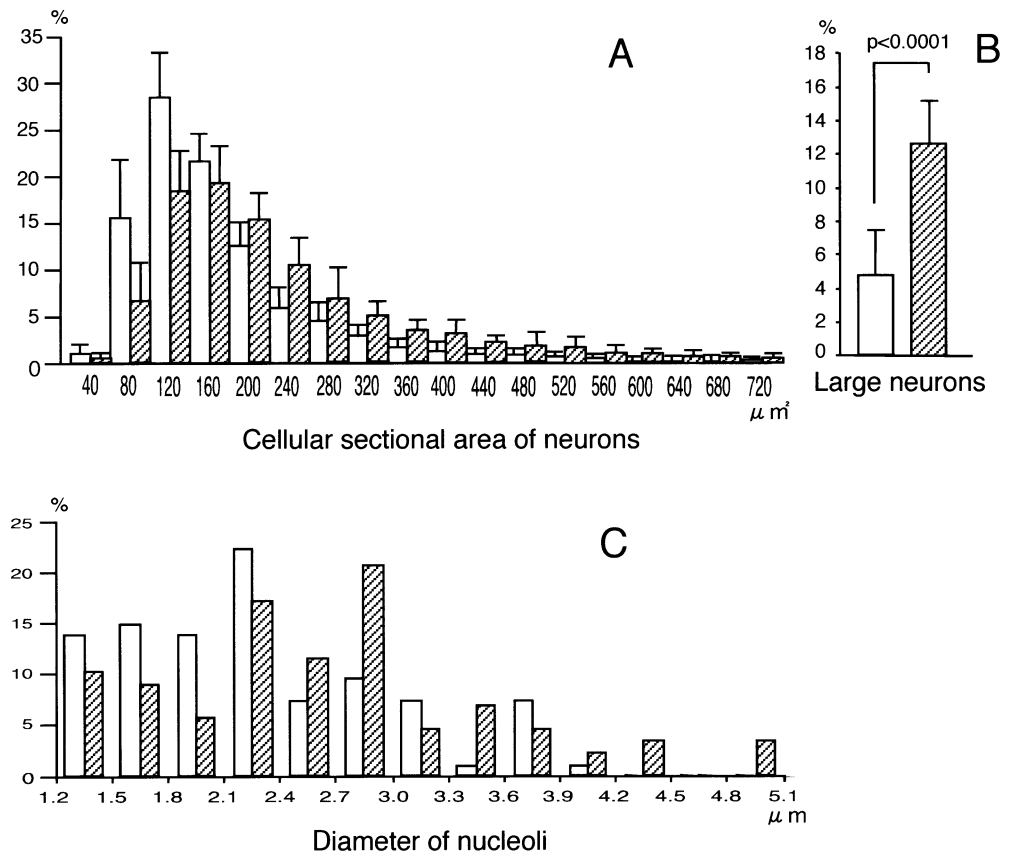 %
A
35
30
25
20
15
10
5
0
40 80 120 160 200 240 280 320 360 400 440 480 520 560 600 640 680 720
μ m²
Cellular sectional area of neurons
%
p<0.0001
B
18
16
14
12
10
8
6
4
2
0
Large neurons
%
C
25
20
15
10
5
0
1.2 1.5 1.8 2.1 2.4 2.7 3.0 3.3 3.6 3.9 4.2 4.5 4.8 5.1
μ m
Diameter of nucleoli